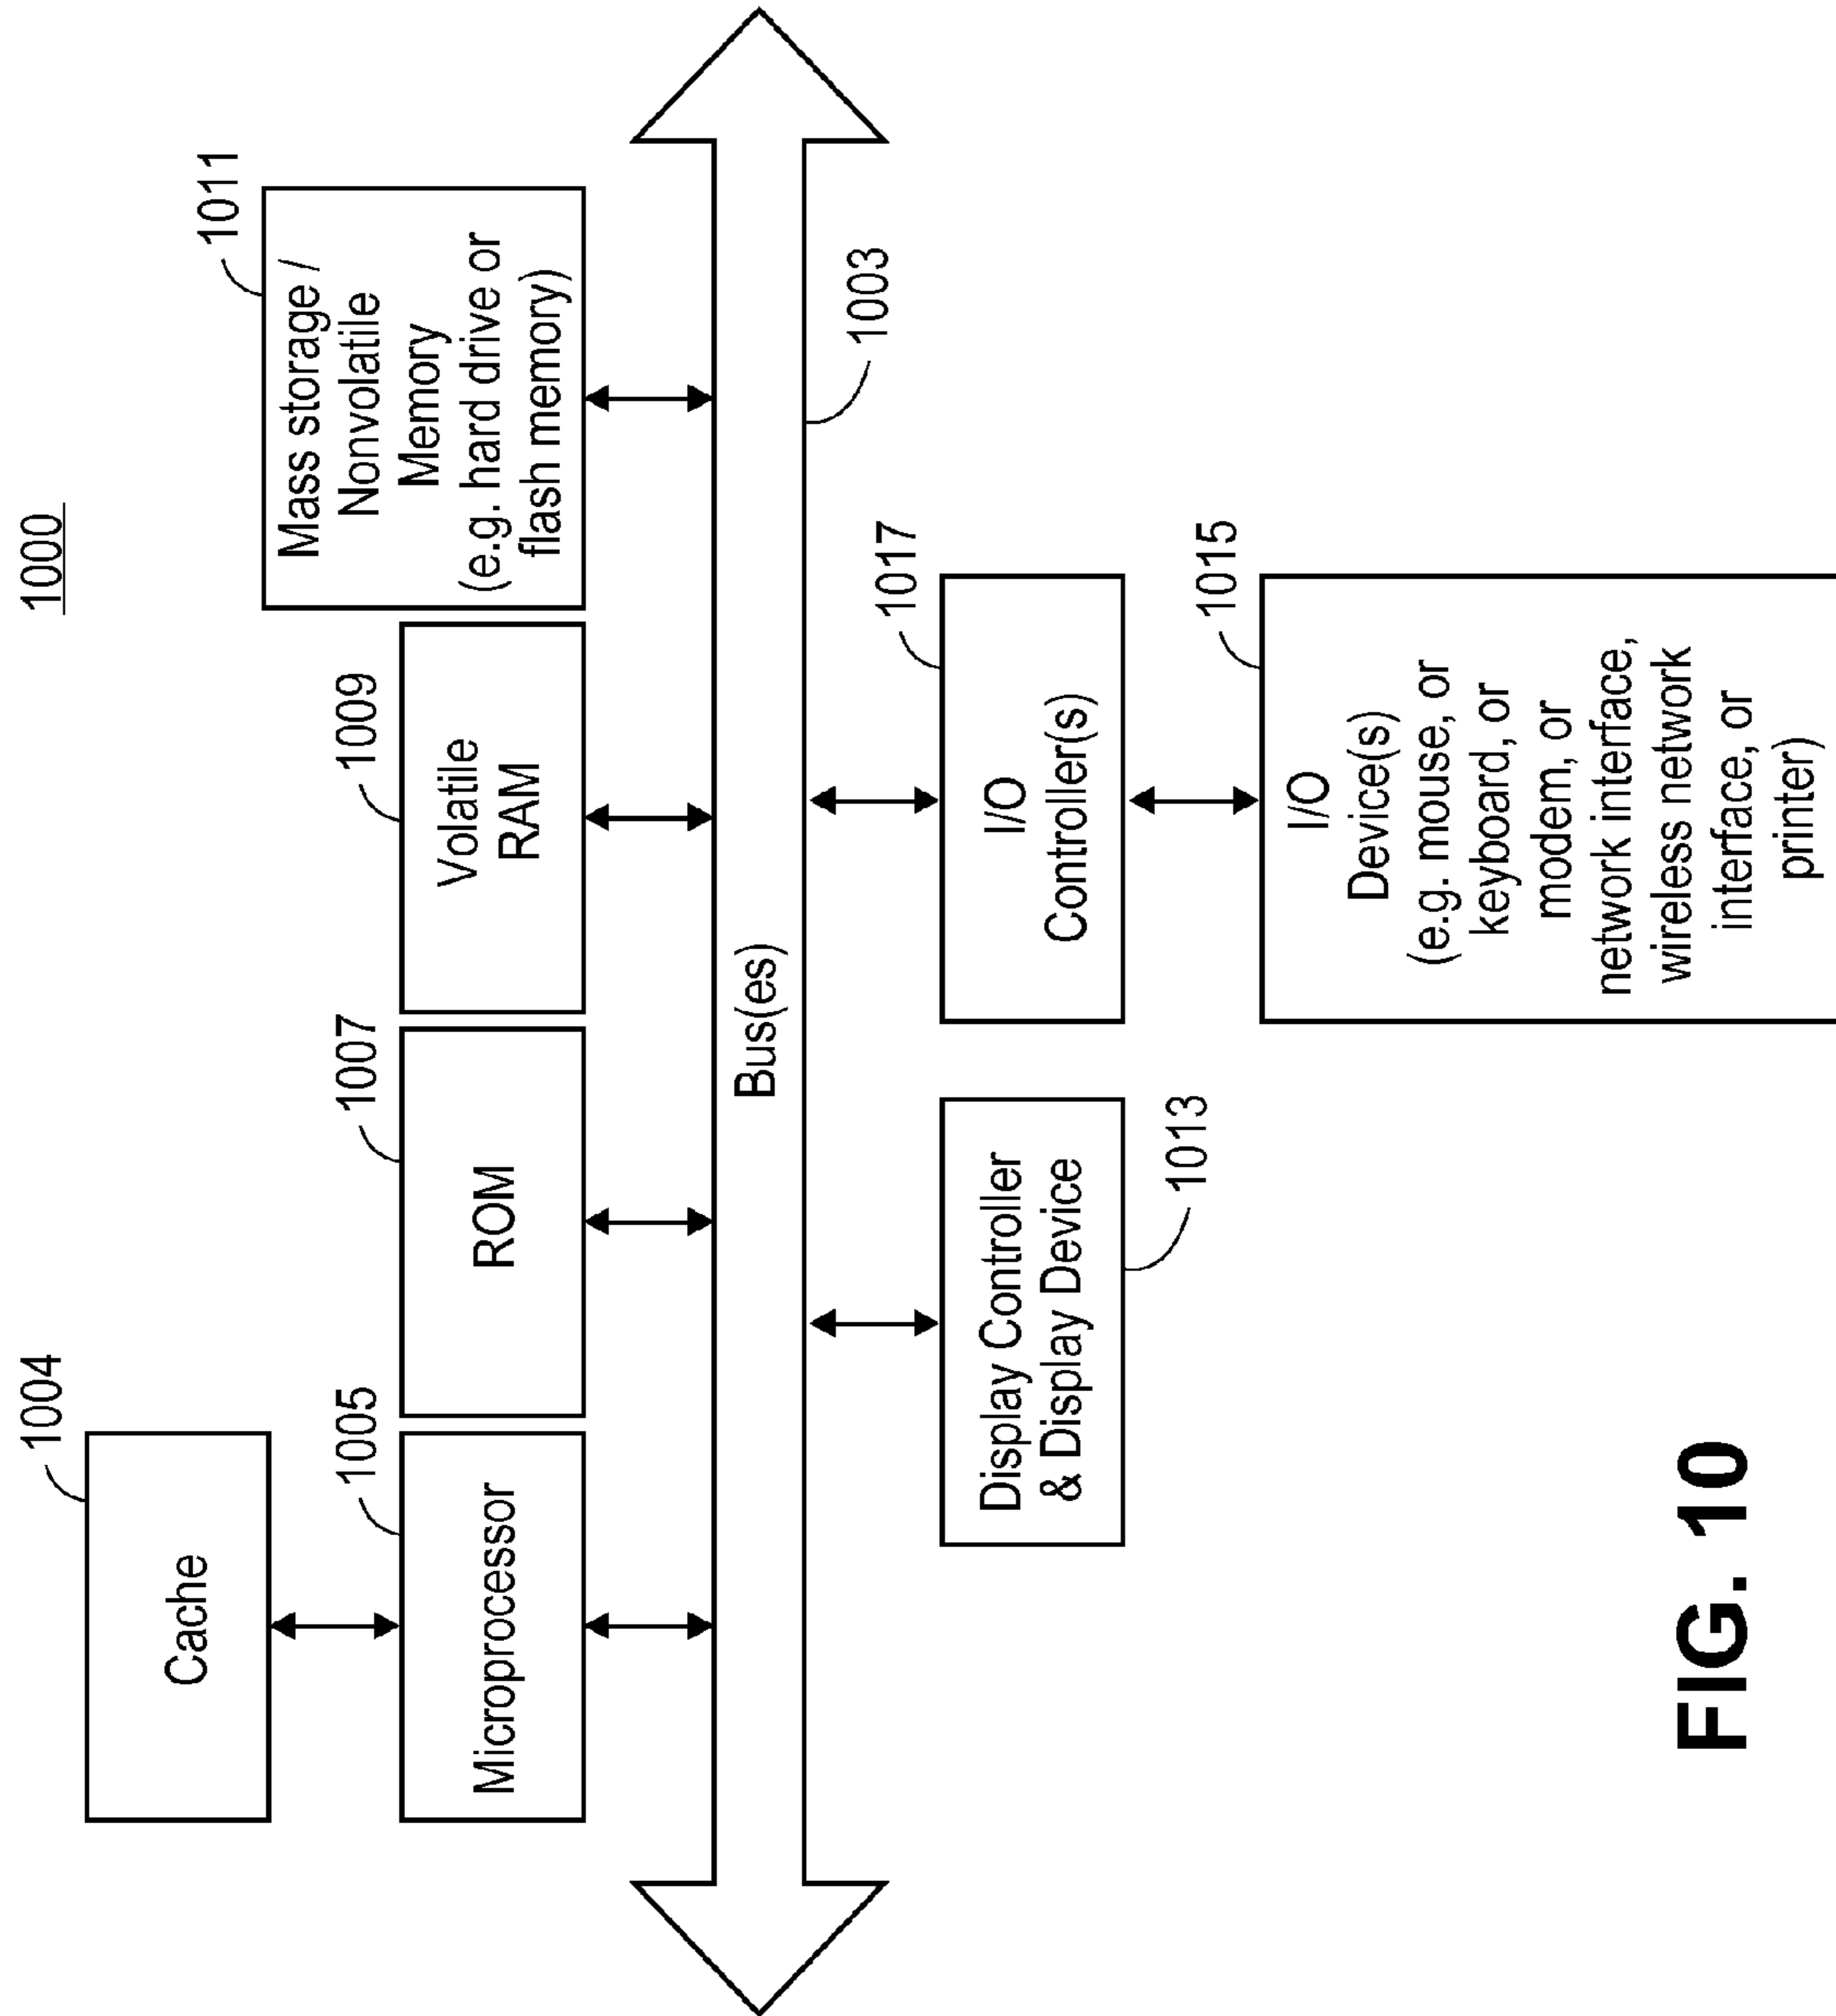 1000
1004
Cache
1005
Microprocessor
1007
ROM
1009
Volatile
RAM
1011
Mass storage /
Nonvolatile
Memory
(e.g. hard drive or
flash memory)
Bus(es)
1003
Display Controller
& Display Device
1013
1017
I/O
Controller(s)
1015
I/O
Device(s)
(e.g. mouse, or
keyboard, or
modem, or
network interface,
wireless network
interface, or
printer)
FIG. 10